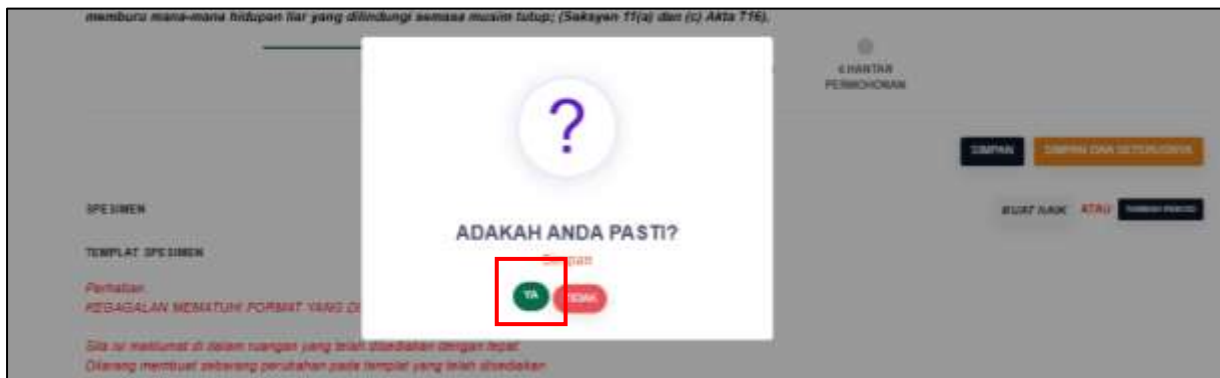 memburu mana-mana hidupan liar yang dilindungi semasa musim tutup; (Seksyen 11(a) dan (c) Akta 716).
HANTAR
PERMOHONAN
?
SIMPAN
SIMPAN DAN SETERUSNYA
SPESIMEN
MUAT NAIK ATAU
ADAKAH ANDA PASTI?
Simpan
TEMPLAT SPESIMEN
YA TIDAK
Perhatian:
KEGAGALAN MEMATUHI FORMAT YANG
Sila isi maklumat di dalam ruangan yang telah disediakan dengan tepat.
Dilarang membuat sebarang perubahan pada templat yang telah disediakan